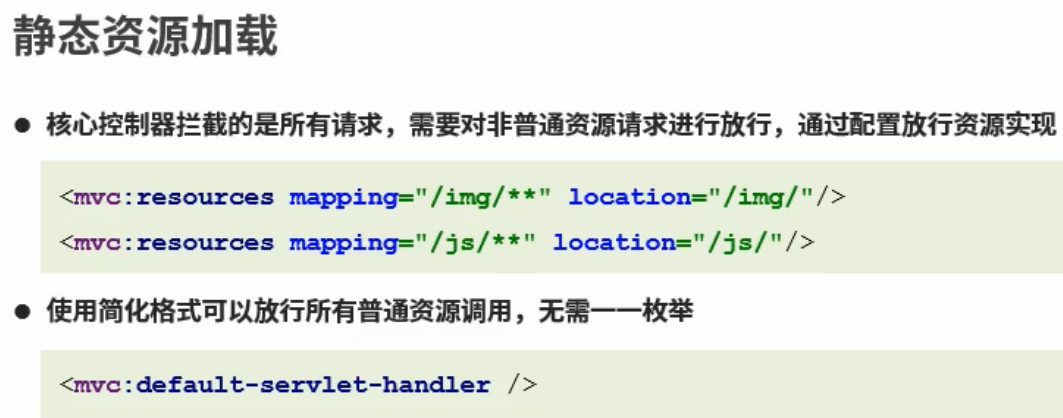 静态资源加载
● 核心控制器拦截的是所有请求，需要对非普通资源请求进行放行，通过配置放行资源实现
<mvc:resources mapping="/img/**" location="/img/"/>
<mvc:resources mapping="/js/**" location="/js/"/>
● 使用简化格式可以放行所有普通资源调用，无需一一枚举
<mvc:default-servlet-handler />